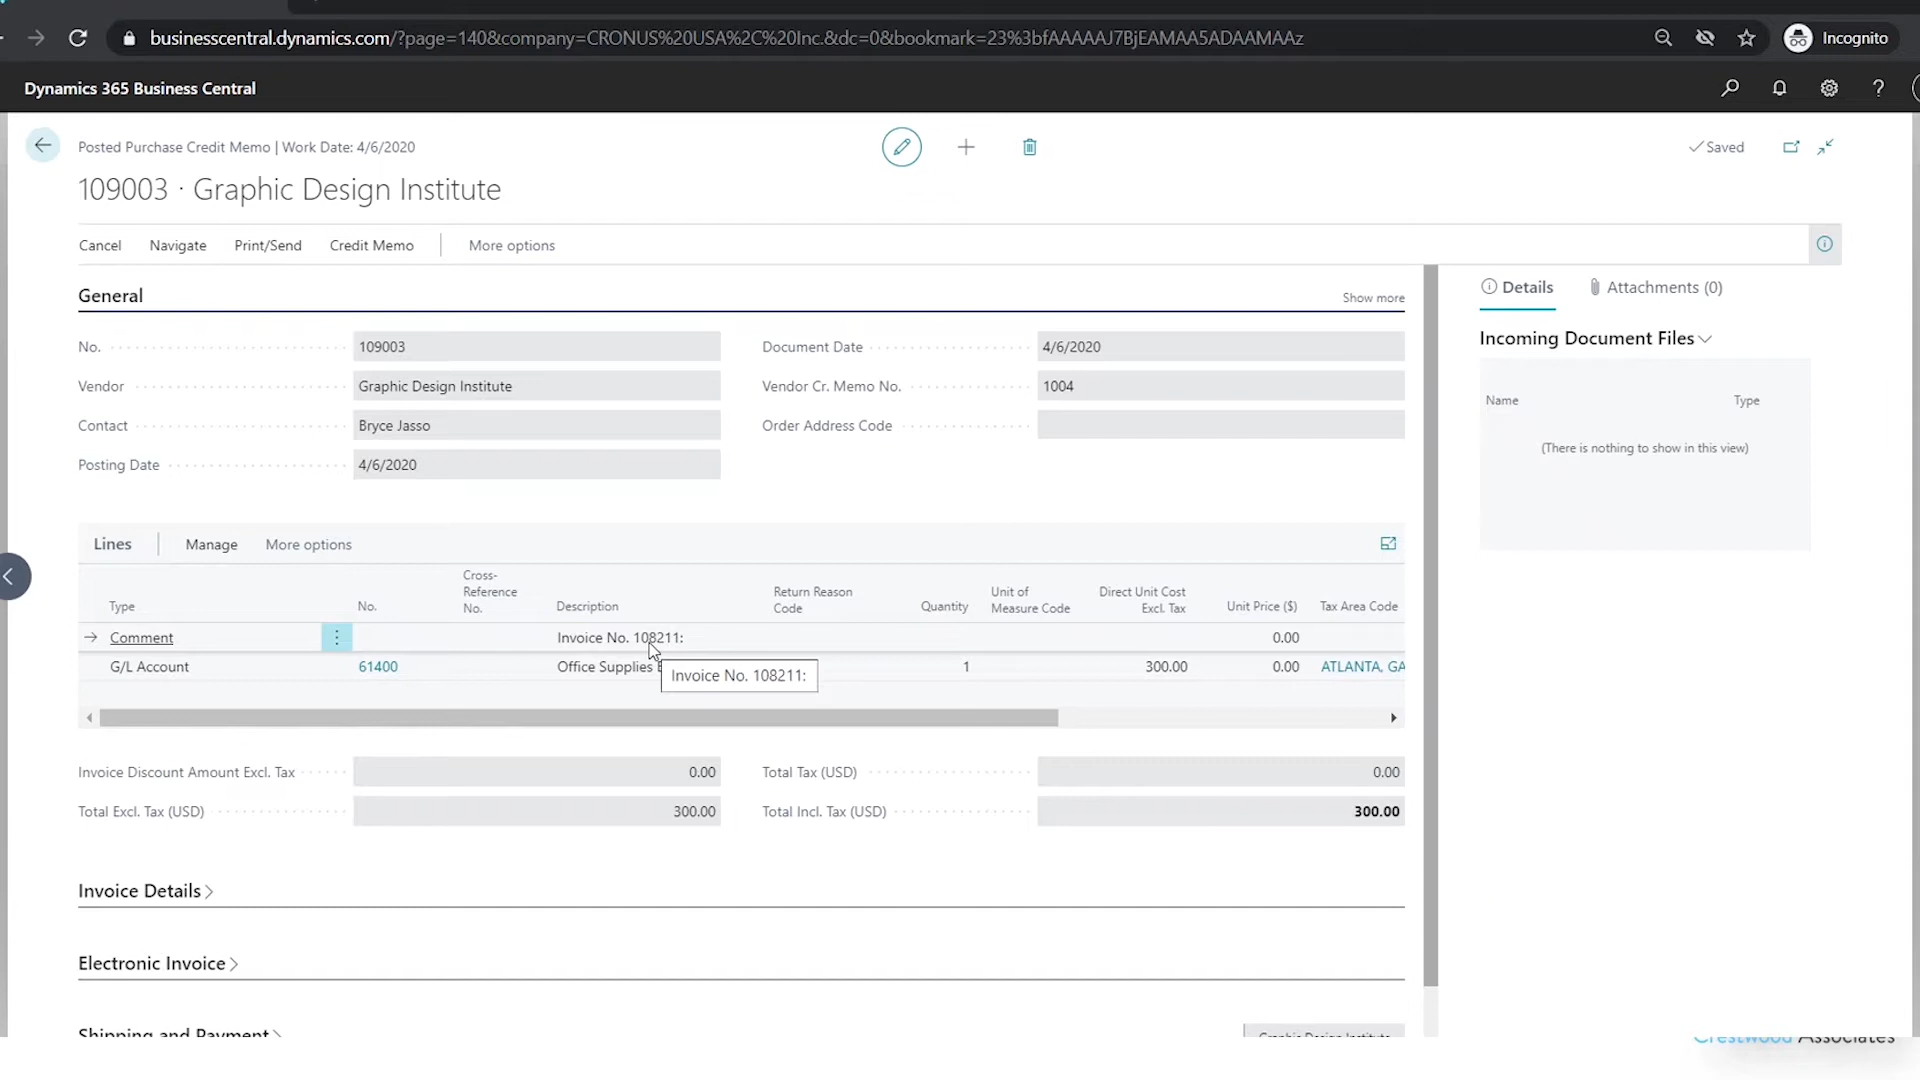 businesscentral.dynamics.com/?page=140&company=CRONUS%20USA%2C%20Inc.&dc=0&bookmark=23%3bfAAAAAJ7BjEAMAA5ADAAMAAz
Incognito
Dynamics 365 Business Central
?
Posted Purchase Credit Memo | Work Date: 4/6/2020
Saved
109003 · Graphic Design Institute
Cancel Navigate Print/Send Credit Memo More options
General
Show more
Details
Attachments (0)
No. 109003
Document Date 4/6/2020
Vendor Graphic Design Institute
Vendor Cr. Memo No. 1004
Contact Bryce Jasso
Order Address Code
Posting Date 4/6/2020
Incoming Document Files
Name Type
(There is nothing to show in this view)
Lines Manage More options
Type
No.
Cross-
Reference
No.
Description
Return Reason
Code
Quantity
Unit of
Measure Code
Direct Unit Cost
Excl. Tax
Unit Price ($)
Tax Area Code
Comment Invoice No. 108211: 0.00
G/L Account 61400 Office Supplies 1 300.00 0.00 ATLANTA, GA
Invoice No. 108211:
Invoice Discount Amount Excl. Tax 0.00
Total Tax (USD) 0.00
Total Excl. Tax (USD) 300.00
Total Incl. Tax (USD) 300.00
Invoice Details
Electronic Invoice
Shipping and Payment
Graphic Design Institute
Crestwood Associates